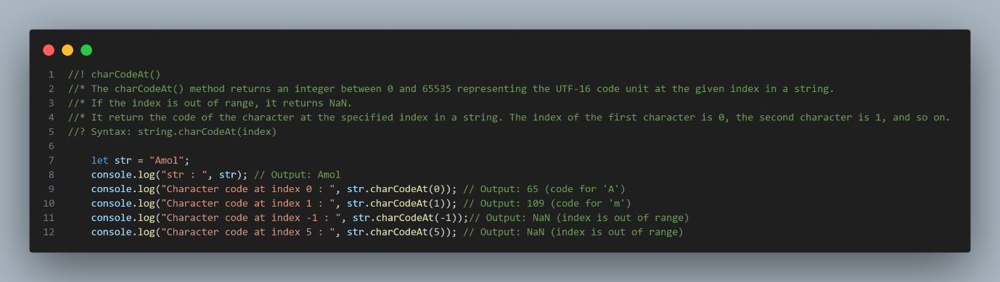 1 //! charCodeAt()
2 //* The charCodeAt() method returns an integer between 0 and 65535 representing the UTF-16 code unit at the given index in a string.
3 //* If the index is out of range, it returns NaN.
4 //* It return the code of the character at the specified index in a string. The index of the first character is 0, the second character is 1, and so on.
5 //? Syntax: string.charCodeAt(index)
6
7     let str = "Amol";
8     console.log("str : ", str); // Output: Amol
9     console.log("Character code at index 0 : ", str.charCodeAt(0)); // Output: 65 (code for 'A')
10     console.log("Character code at index 1 : ", str.charCodeAt(1)); // Output: 109 (code for 'm')
11     console.log("Character code at index -1 : ", str.charCodeAt(-1));// Output: NaN (index is out of range)
12     console.log("Character code at index 5 : ", str.charCodeAt(5)); // Output: NaN (index is out of range)